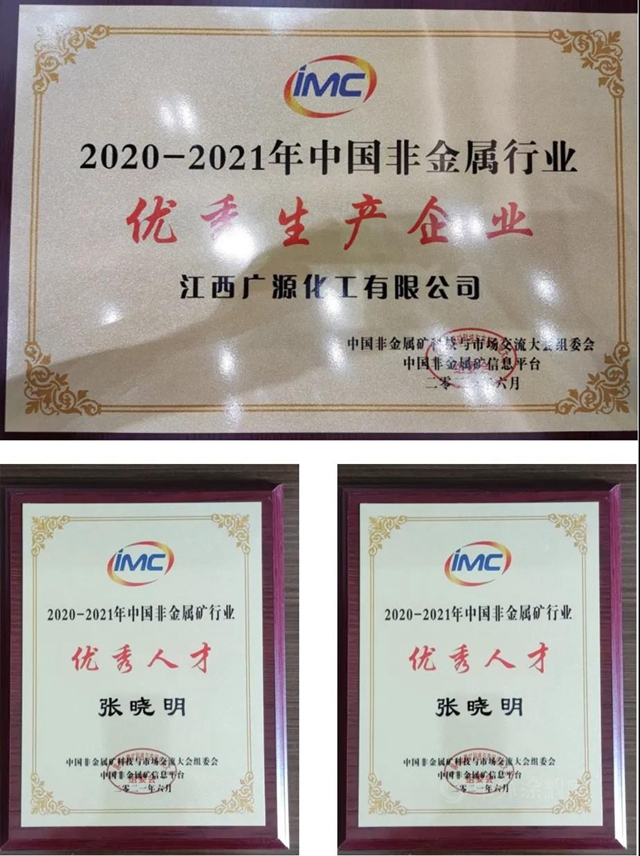 iMC
2020-2021年中国非金属行业
优秀生产企业
江西广源化工有限公司
中国非金属矿科技与市场交流大会组委会
中国非金属矿信息平台
二零二一年六月
iMC
2020-2021年中国非金属矿行业
优秀人才
张晓明
中国非金属矿科技与市场交流大会组委会
中国非金属矿信息平台
二零二一年六月
iMC
2020-2021年中国非金属矿行业
优秀人才
张晓明
中国非金属矿科技与市场交流大会组委会
中国非金属矿信息平台
二零二一年六月